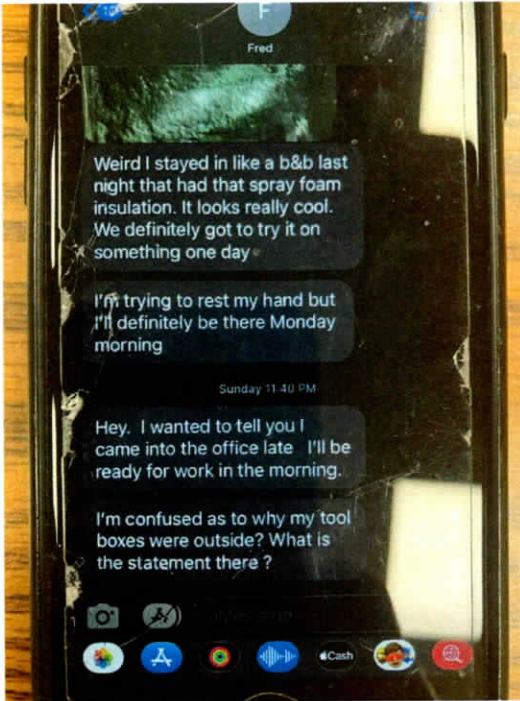 F
Fred
Weird I stayed in like a b&b last
night that had that spray foam
insulation. It looks really cool.
We definitely got to try it on
something one day
I'm trying to rest my hand but
I'll definitely be there Monday
morning
Sunday 11:40 PM
Hey.  I wanted to tell you I
came into the office late   I'll be
ready for work in the morning.
I'm confused as to why my tool
boxes were outside? What is
the statement there ?
Cash